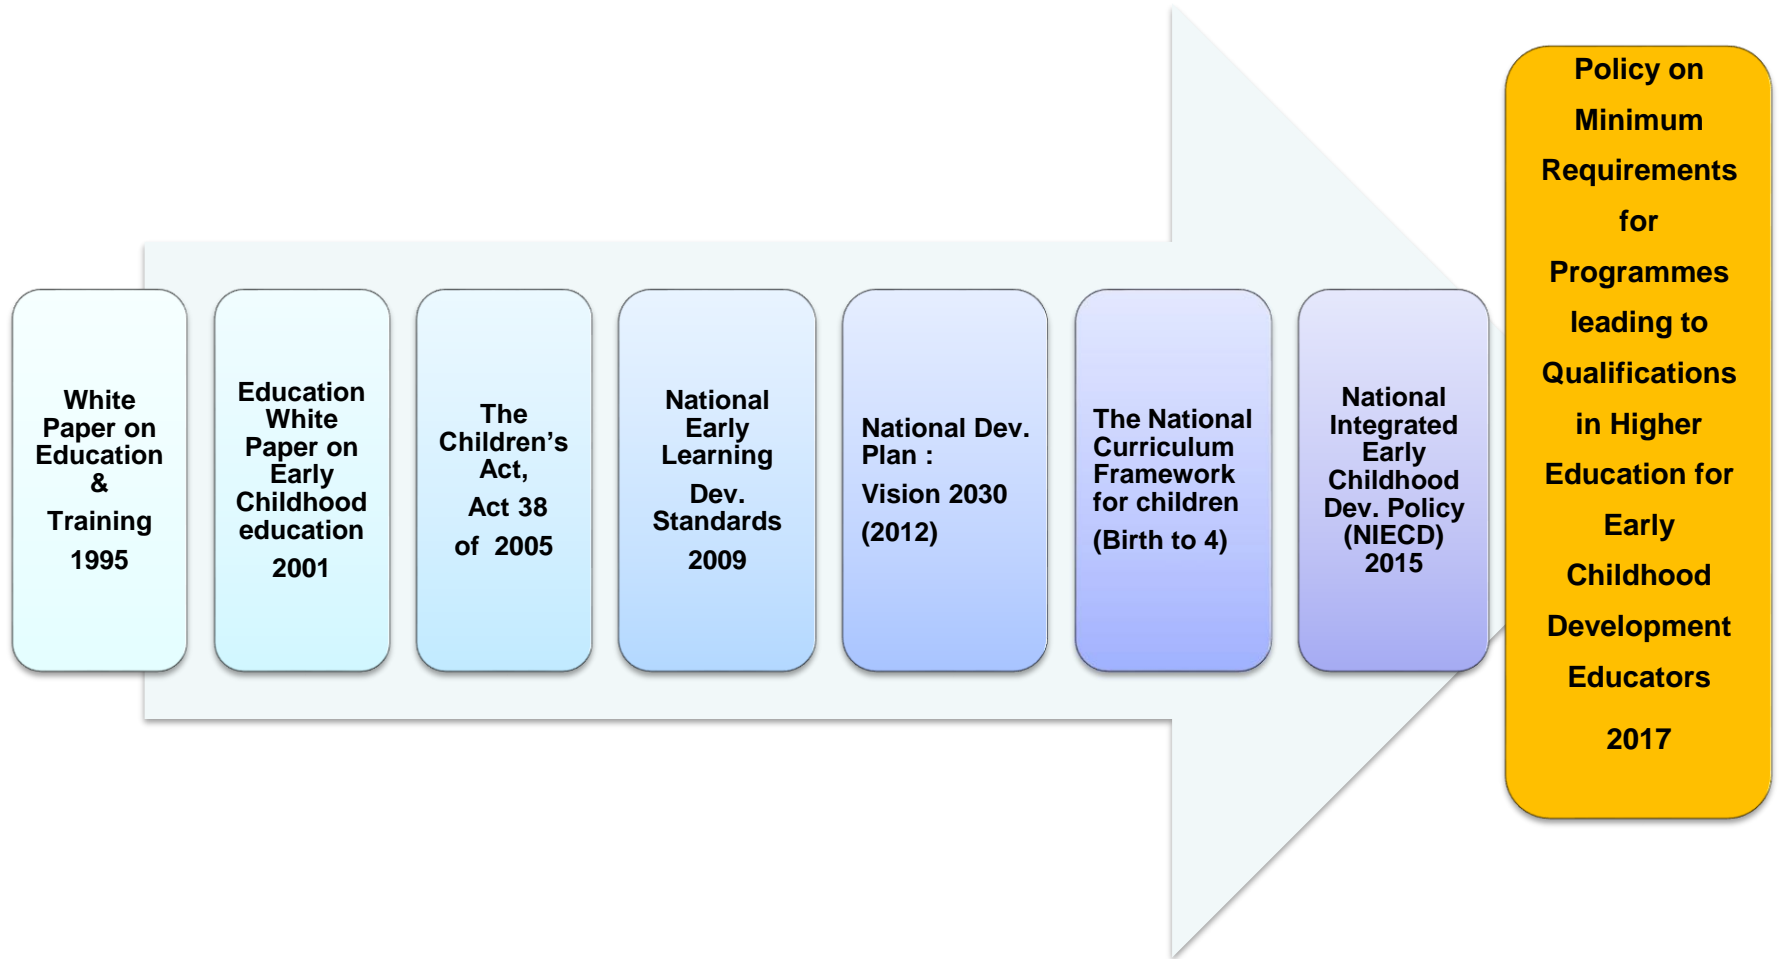 White
Paper on
Education
&
Training
1995
Education
White
Paper on
Early
Childhood
education
2001
The
Children’s
Act,
Act 38
of 2005
National
Early
Learning
Dev.
Standards
2009
National Dev.
Plan :
Vision 2030
(2012)
The National
Curriculum
Framework
for children
(Birth to 4)
National
Integrated
Early
Childhood
Dev. Policy
(NIECD)
2015
Policy on
Minimum
Requirements
for
Programmes
leading to
Qualifications
in Higher
Education for
Early
Childhood
Development
Educators
2017